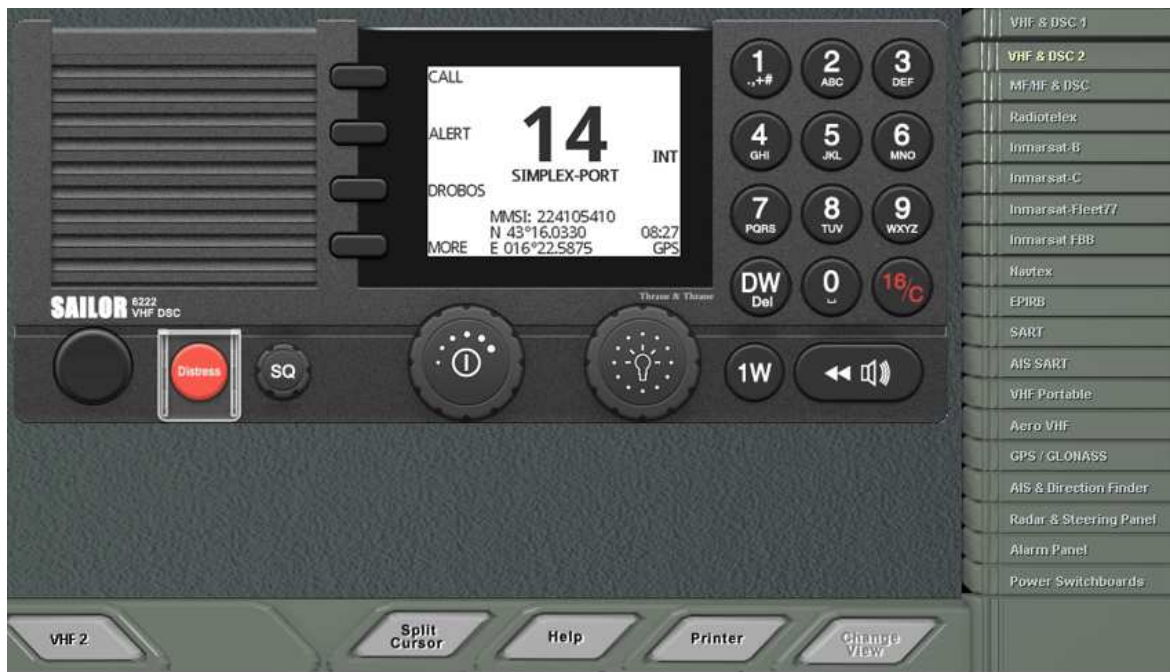 CALL
ALERT
14
INT
SIMPLEX-PORT
DROBOS
MMSI: 224105410
N 43°16.0330 08:27
MORE E 016°22.5875 GPS
Thrane & Thrane
SAILOR 6222
VHF DSC
Distress
SQ
1 .,+#
2 ABC
3 DEF
4 GHI
5 JKL
6 MNO
7 PQRS
8 TUV
9 WXYZ
DW Del
0
16/C
1W
VHF & DSC 1
VHF & DSC 2
MF/HF & DSC
Radiotelex
Inmarsat-B
Inmarsat-C
Inmarsat-Fleet77
Inmarsat FBB
Navtex
EPIRB
SART
AIS SART
VHF Portable
Aero VHF
GPS / GLONASS
AIS & Direction Finder
Radar & Steering Panel
Alarm Panel
Power Switchboards
VHF 2
Split
Cursor
Help
Printer
Change
View